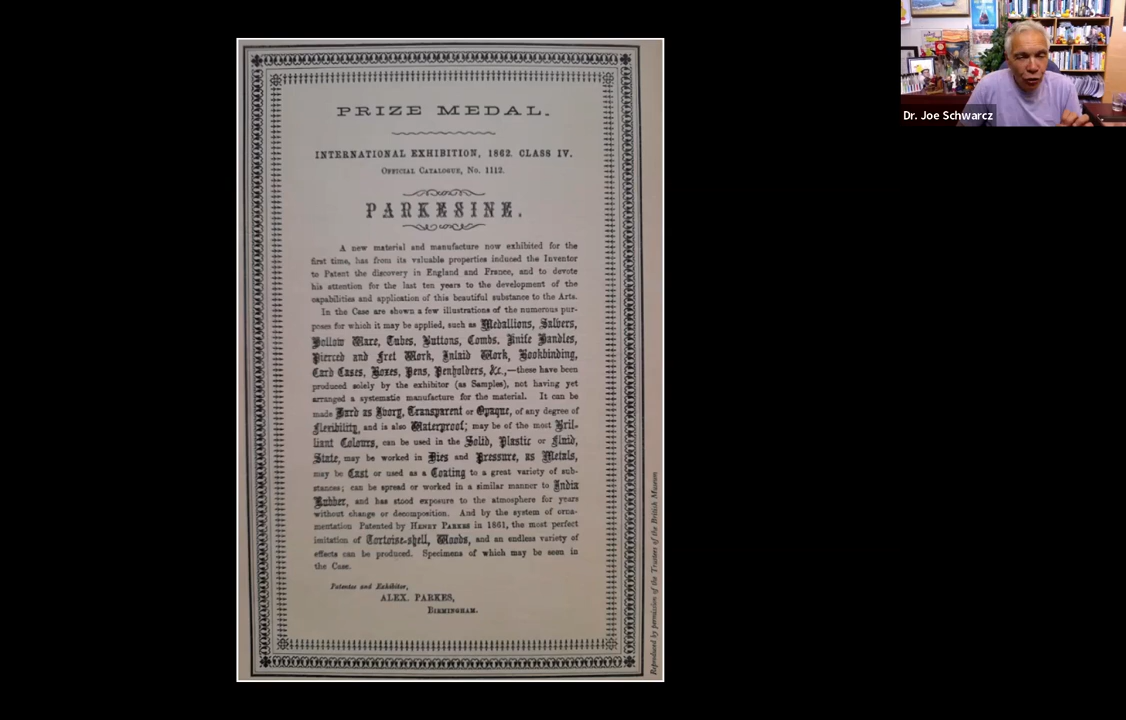 PRIZE MEDAL.
INTERNATIONAL EXHIBITION, 1862. CLASS IV.
OFFICIAL CATALOGUE, No. 1112.
PARKESINE.
A new material and manufacture now exhibited for the
first time, has from its valuable properties induced the Inventor
to Patent the discovery in England and France, and to devote
his attention for the last ten years to the development of the
capabilities and application of this beautiful substance to the Arts.
In the Case are shown a few illustrations of the numerous pur-
poses for which it may be applied, such as Medallions, Salvers,
Hollow Ware, Tubes, Buttons, Combs, Knife Handles,
Pierced and Fret Work, Inlaid Work, Bookbinding,
Card Cases, Boxes, Pens, Penholders, &c.,—these have been
produced solely by the exhibitor (as Samples), not having yet
arranged a systematic manufacture for the material. It can be
made Hard as Ivory, Transparent or Opaque, of any degree of
Flexibility, and is also Waterproof; may be of the most Bril-
liant Colours, can be used in the Solid, Plastic or Fluid,
State, may be worked in Dies and Pressure, as Metals,
may be Cast or used as a Coating to a great variety of sub-
stances; can be spread or worked in a similar manner to India
Rubber, and has stood exposure to the atmosphere for years
without change or decomposition. And by the system of orna-
mentation Patented by HENRY PARKES in 1861, the most perfect
imitation of Tortoise-shell, Woods, and an endless variety of
effects can be produced. Specimens of which may be seen in
the Case.
Patentee and Exhibitor,
ALEX. PARKES,
BIRMINGHAM.
Reproduced by permission of the Trustees of the British Museum
Dr. Joe Schwarcz